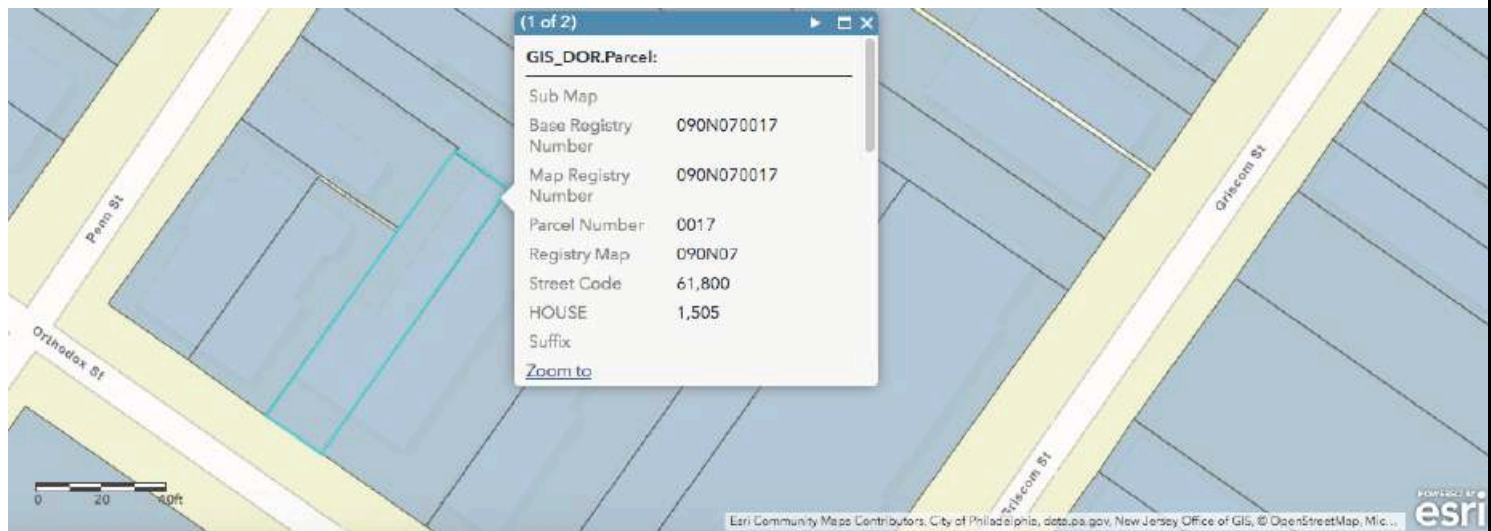 (1 of 2)
GIS_DOR.Parcel:
Sub Map
Base Registry Number 090N070017
Map Registry Number 090N070017
Parcel Number 0017
Registry Map 090N07
Street Code 61,800
HOUSE 1,505
Suffix
Zoom to
Penn St
Orthodox St
Griscom St
Griscom St
0 20 40ft
Esri Community Maps Contributors, City of Philadelphia, data.pa.gov, New Jersey Office of GIS, © OpenStreetMap, Mic...
POWERED BY
esri